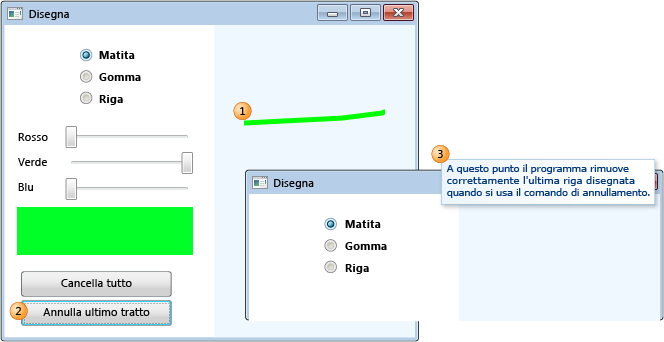 Disegna
Matita
Gomma
Riga
1
Rosso
Verde
Blu
Cancella tutto
2 Annulla ultimo tratto
3
A questo punto il programma rimuove
correttamente l'ultima riga disegnata
quando si usa il comando di annullamento.
Disegna
Matita
Gomma
Riga